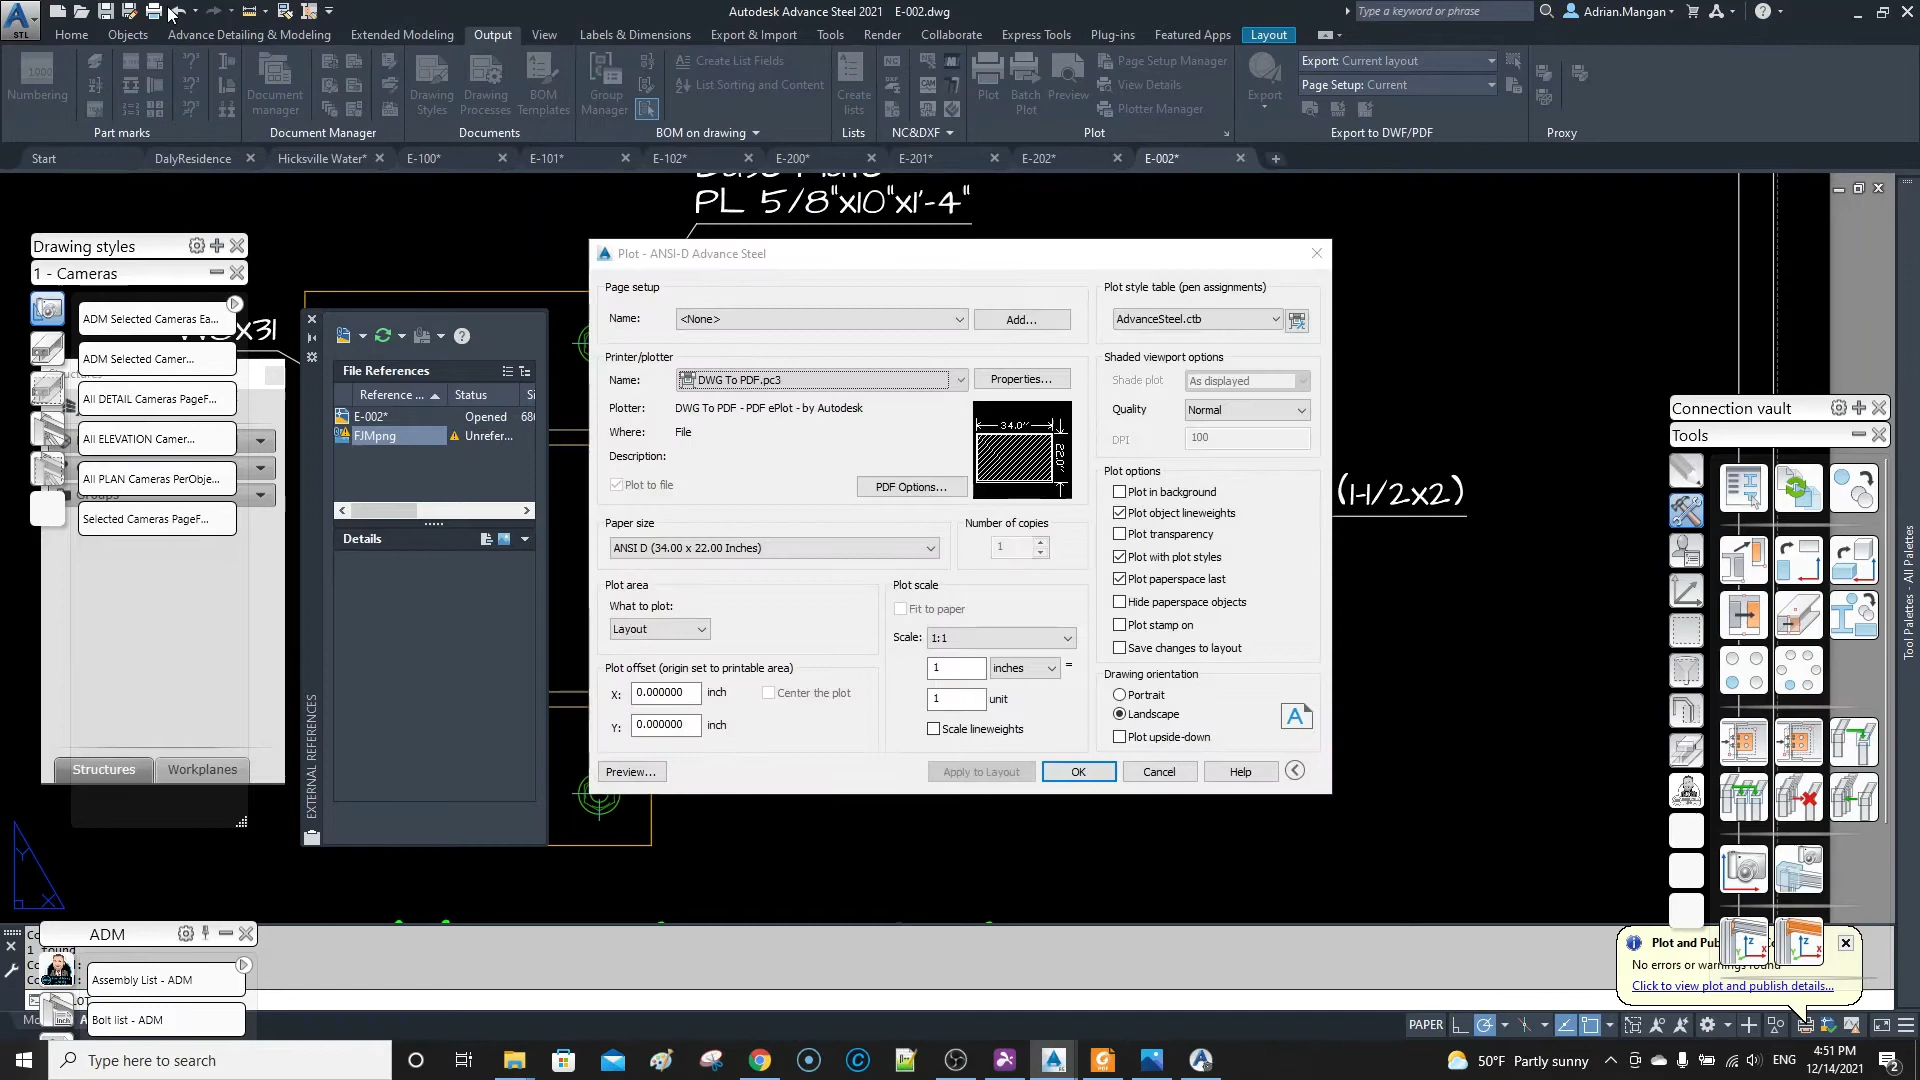 Autodesk Advance Steel 2021 E-002.dwg
Type a keyword or phrase
Adrian.Mangan
STL
Home Objects Advance Detailing & Modeling Extended Modeling Output View Labels & Dimensions Export & Import Tools Render Collaborate Express Tools Plug-ins Featured Apps Layout
Numbering
Document manager
Drawing Styles
Drawing Processes
BOM Templates
Group Manager
Create List Fields
List Sorting and Content
Create lists
Plot
Batch Plot
Preview
Page Setup Manager
View Details
Plotter Manager
Export
Export: Current layout
Page Setup: Current
Part marks Document Manager Documents BOM on drawing Lists NC&DXF Plot Export to DWF/PDF Proxy
Start DalyResidence Hicksville Water* E-100* E-101* E-102* E-200* E-201* E-202* E-002*
Base Plate
PL 5/8"x10"x1'-4"
(1-1/2x2)
Drawing styles
1 - Cameras
ADM Selected Cameras Ea...
ADM Selected Camer...
All DETAIL Cameras PageF...
All ELEVATION Camer...
All PLAN Cameras PerObje...
Selected Cameras PageF...
Structures Workplanes
File References
Reference ... Status
E-002* Opened
FJMpng Unrefer...
Details
EXTERNAL REFERENCES
Plot - ANSI-D Advance Steel
Page setup
Name: <None> Add...
Printer/plotter
Name: DWG To PDF.pc3 Properties...
Plotter: DWG To PDF - PDF ePlot - by Autodesk
Where: File
Description:
Plot to file
PDF Options...
34.0"
22.0"
Paper size
ANSI D (34.00 x 22.00 Inches)
Number of copies
1
Plot area
What to plot:
Layout
Plot scale
Fit to paper
Scale: 1:1
1 inches =
1 unit
Scale lineweights
Plot offset (origin set to printable area)
X: 0.000000 inch Center the plot
Y: 0.000000 inch
Plot style table (pen assignments)
AdvanceSteel.ctb
Shaded viewport options
Shade plot As displayed
Quality Normal
DPI 100
Plot options
Plot in background
Plot object lineweights
Plot transparency
Plot with plot styles
Plot paperspace last
Hide paperspace objects
Plot stamp on
Save changes to layout
Drawing orientation
Portrait
Landscape
Plot upside-down
A
Preview... Apply to Layout OK Cancel Help
Connection vault
Tools
Tool Palettes - All Palettes
ADM
Assembly List - ADM
Bolt list - ADM
No errors or warnings found
Click to view plot and publish details...
PAPER
Type here to search
50°F Partly sunny
ENG
4:51 PM
12/14/2021